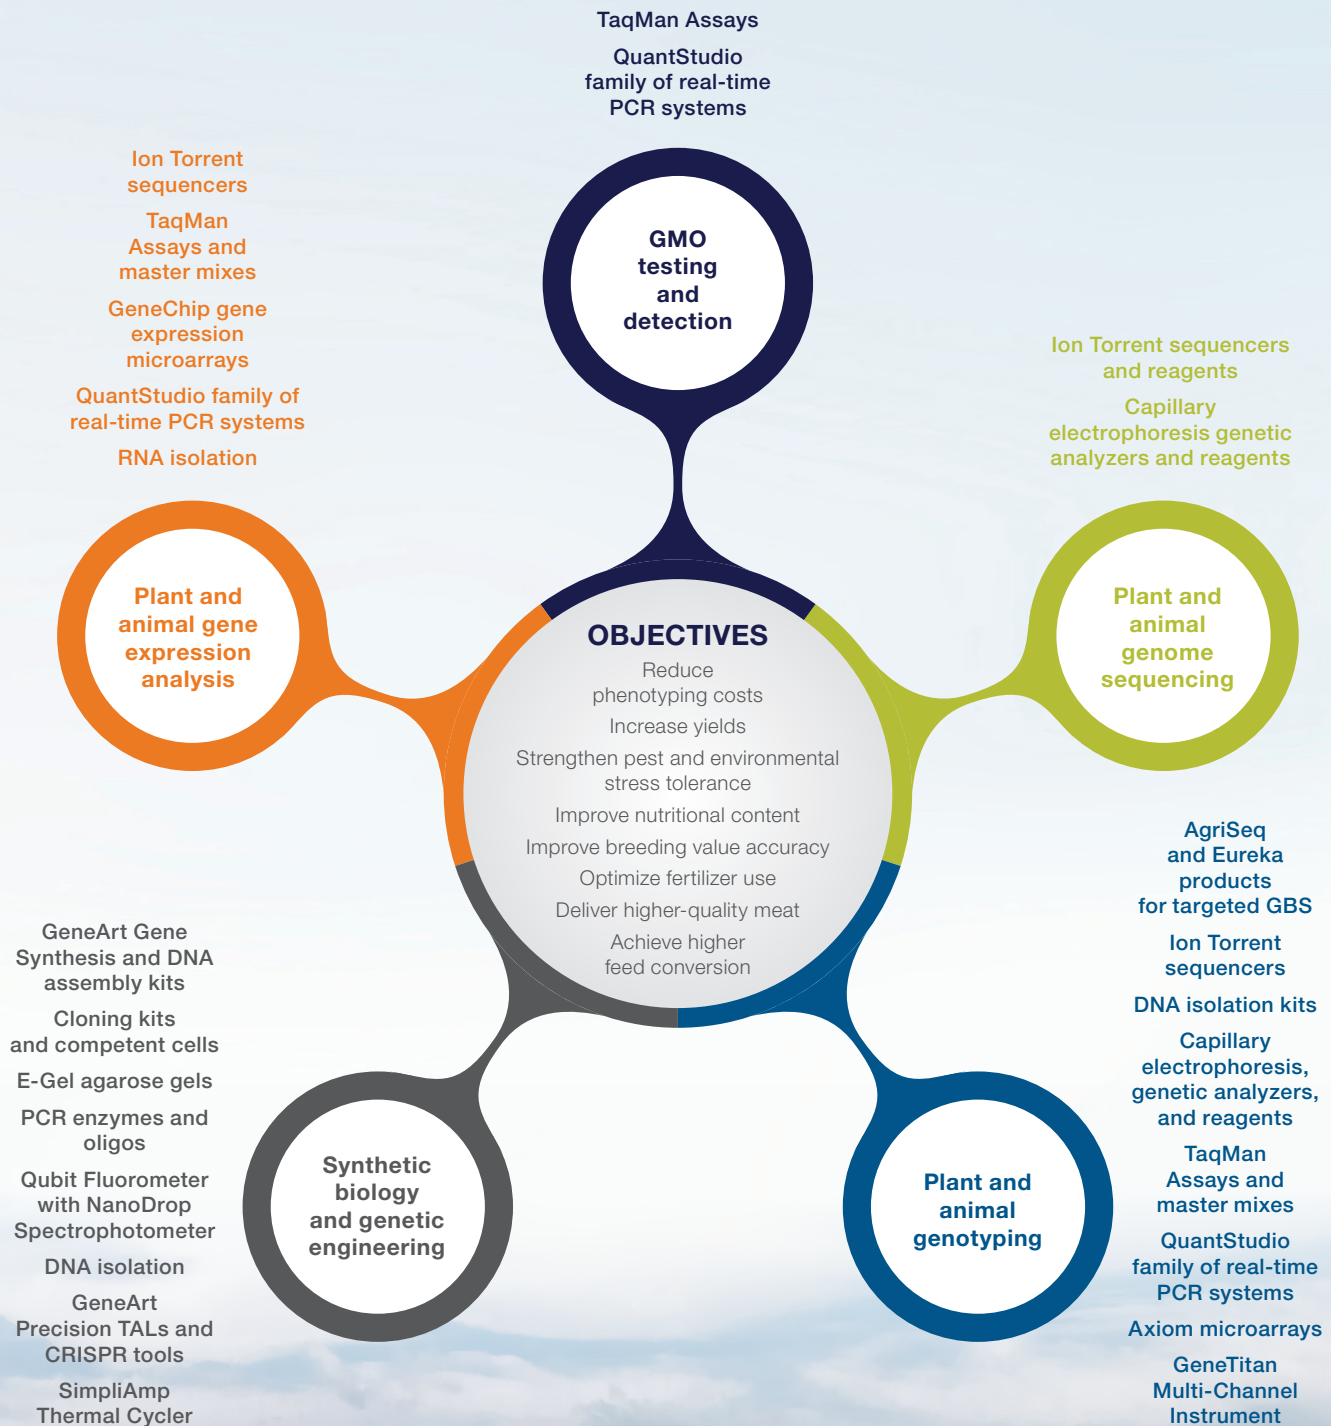 TaqMan Assays
QuantStudio
family of real-time
PCR systems
GMO
testing
and
detection
Ion Torrent
sequencers
TaqMan
Assays and
master mixes
GeneChip gene
expression
microarrays
QuantStudio family of
real-time PCR systems
RNA isolation
Plant and
animal gene
expression
analysis
Ion Torrent sequencers
and reagents
Capillary
electrophoresis genetic
analyzers and reagents
Plant and
animal
genome
sequencing
OBJECTIVES
Reduce
phenotyping costs
Increase yields
Strengthen pest and environmental
stress tolerance
Improve nutritional content
Improve breeding value accuracy
Optimize fertilizer use
Deliver higher-quality meat
Achieve higher
feed conversion
GeneArt Gene
Synthesis and DNA
assembly kits
Cloning kits
and competent cells
E-Gel agarose gels
PCR enzymes and
oligos
Qubit Fluorometer
with NanoDrop
Spectrophotometer
DNA isolation
GeneArt
Precision TALs and
CRISPR tools
SimpliAmp
Thermal Cycler
Synthetic
biology
and genetic
engineering
Plant and
animal
genotyping
AgriSeq
and Eureka
products
for targeted GBS
Ion Torrent
sequencers
DNA isolation kits
Capillary
electrophoresis,
genetic analyzers,
and reagents
TaqMan
Assays and
master mixes
QuantStudio
family of real-time
PCR systems
Axiom microarrays
GeneTitan
Multi-Channel
Instrument